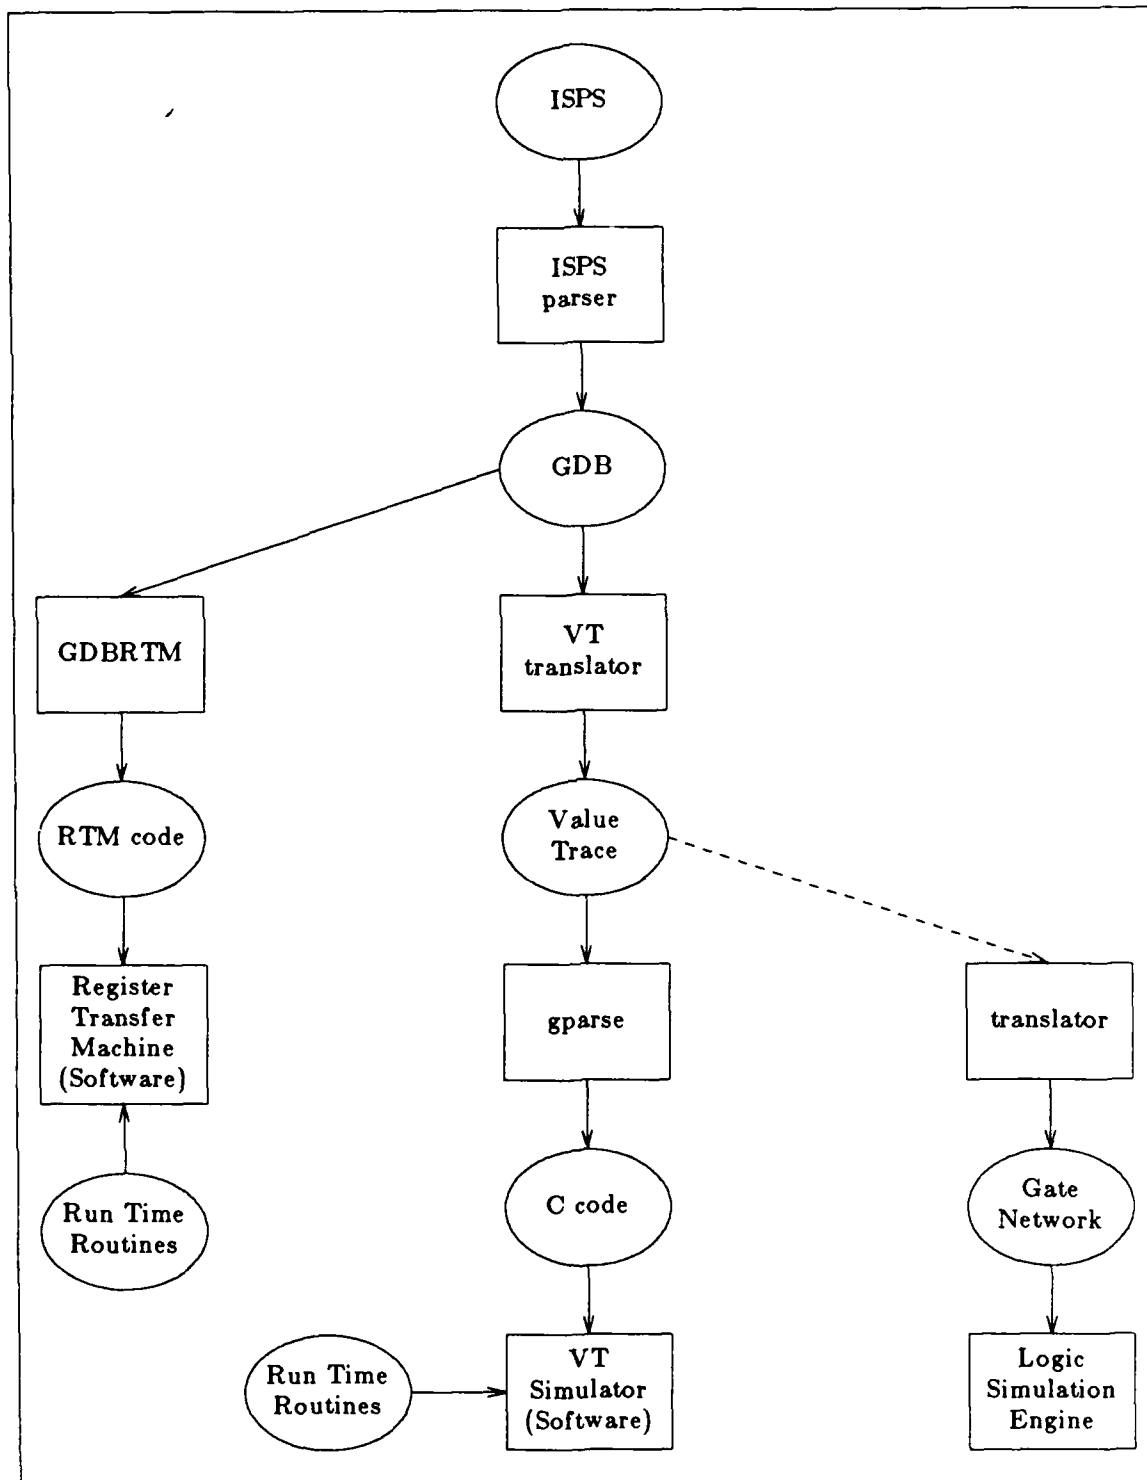 ISPS
ISPS
parser
GDB
GDBRTM
VT
translator
RTM code
Value
Trace
Register
Transfer
Machine
(Software)
gparse
translator
Run Time
Routines
C code
Gate
Network
Run Time
Routines
VT
Simulator
(Software)
Logic
Simulation
Engine